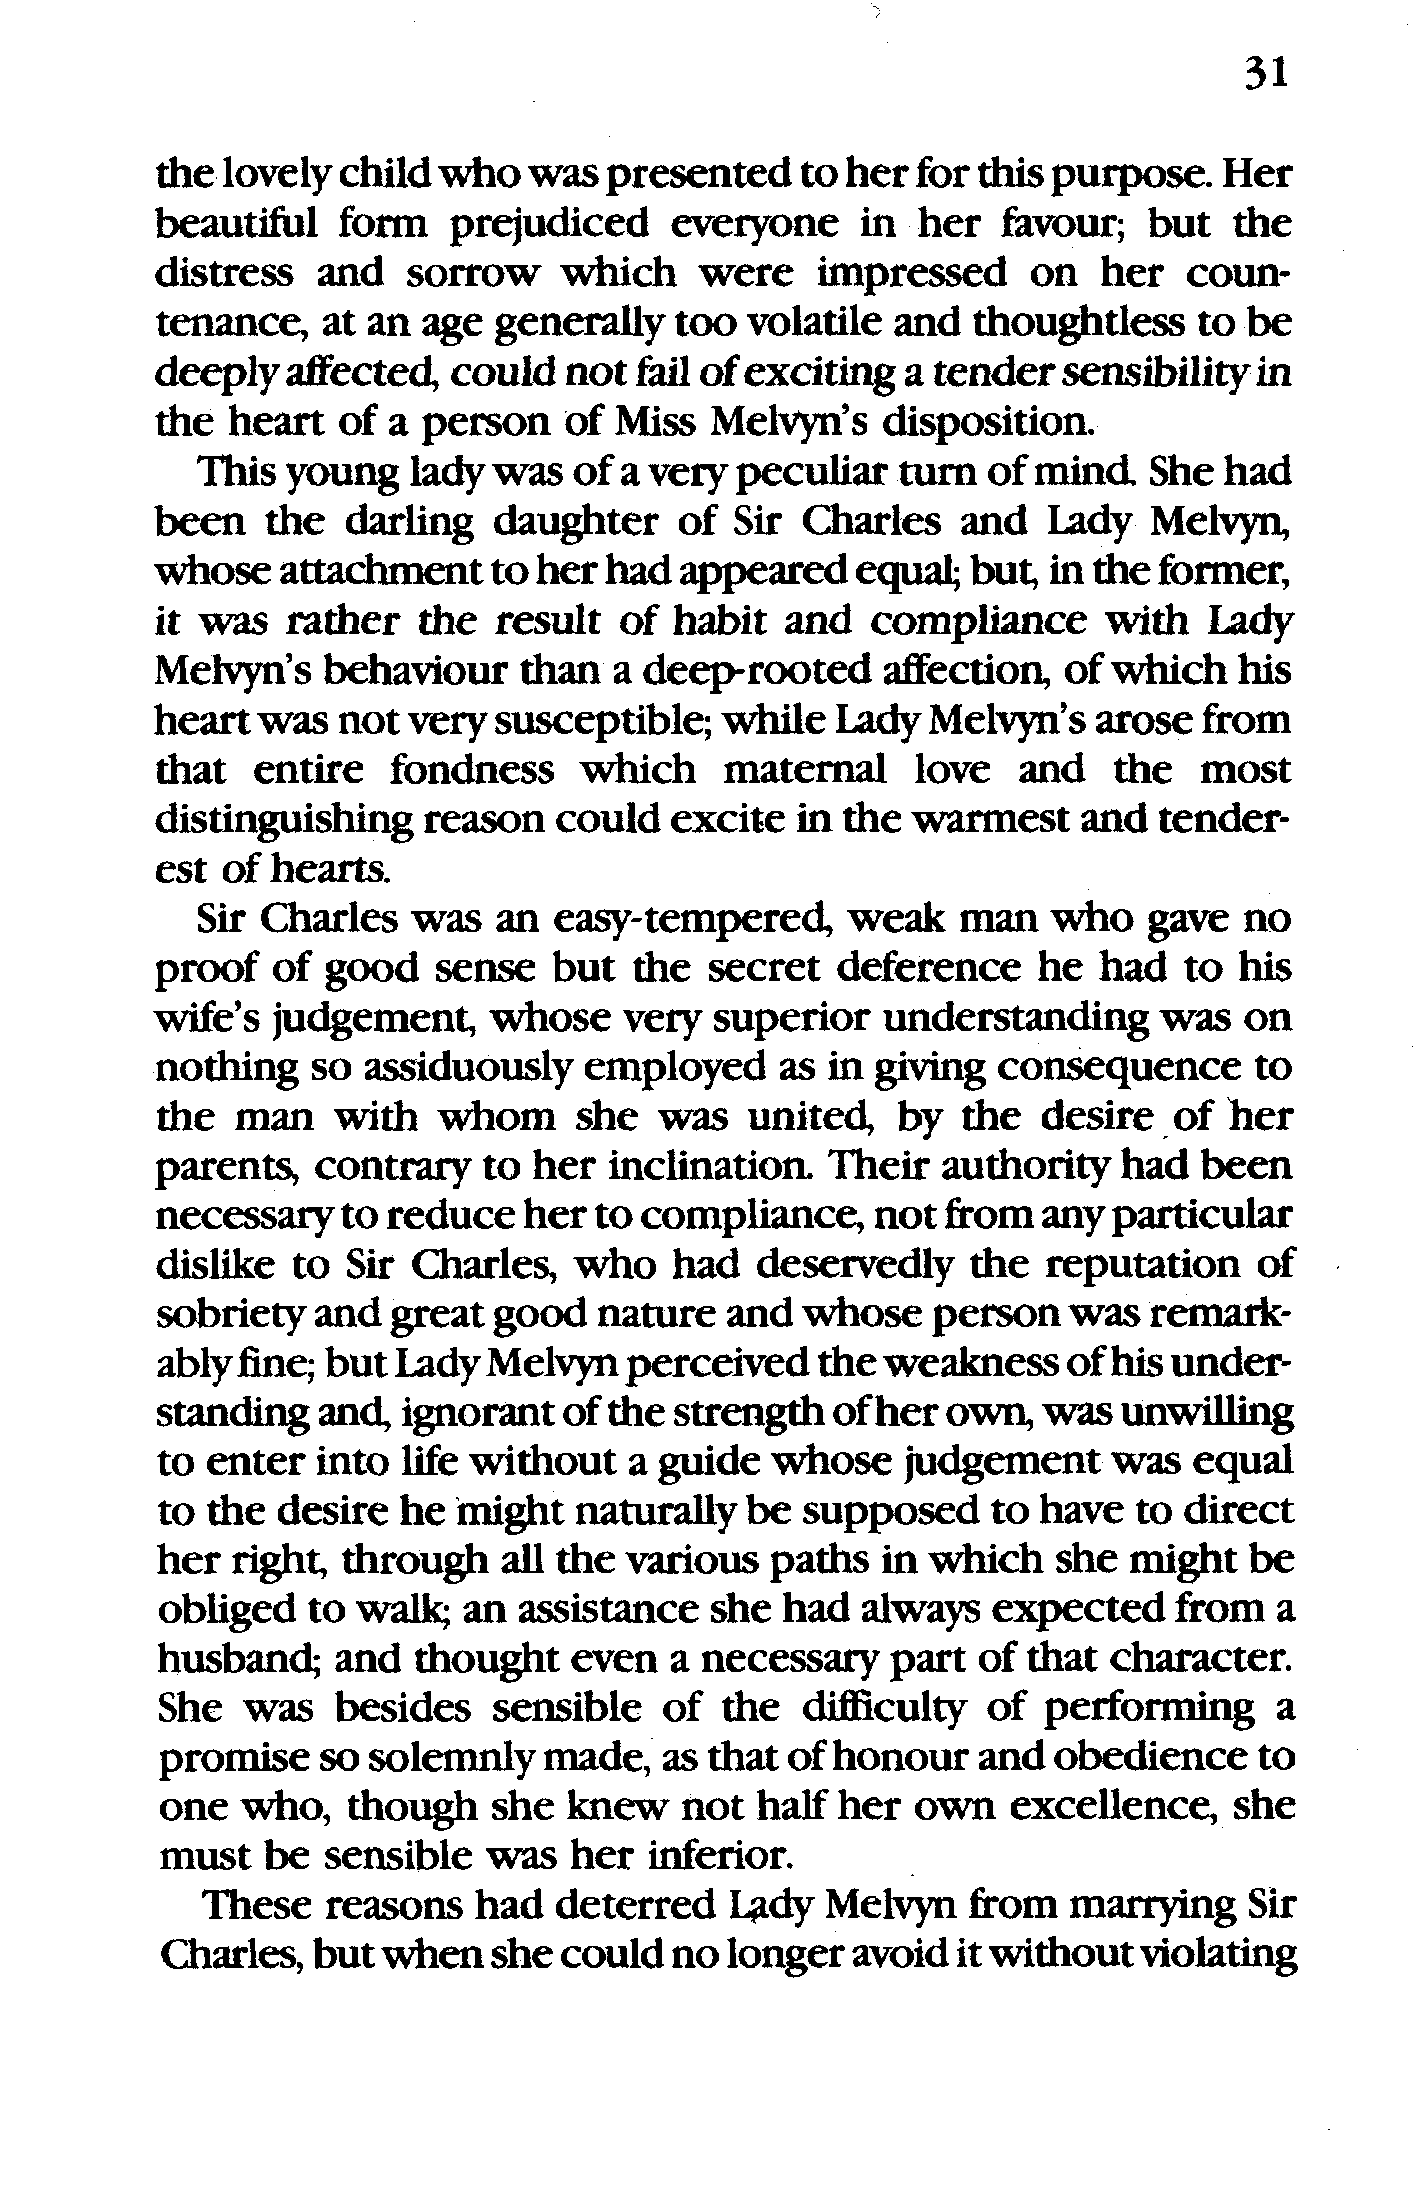 31
the lovely child who was presented to her for this purpose. Her
beautiful form prejudiced everyone in her favour; but the
distress and sorrow which were impressed on her coun-
tenance, at an age generally too volatile and thoughtless to be
deeply affected, could not fail of exciting a tender sensibility in
the heart of a person of Miss Melvyn's disposition.
This young lady was of a very peculiar turn of mind. She had
been the darling daughter of Sir Charles and Lady Melvyn,
whose attachment to her had appeared equal; but, in the former,
it was rather the result of habit and compliance with Lady
Melvyn's behaviour than a deep-rooted affection, of which his
heart was not very susceptible; while Lady Melvyn's arose from
that entire fondness which maternal love and the most
distinguishing reason could excite in the warmest and tender-
est of hearts.
Sir Charles was an easy-tempered, weak man who gave no
proof of good sense but the secret deference he had to his
wife's judgement, whose very superior understanding was on
nothing so assiduously employed as in giving consequence to
the man with whom she was united, by the desire of her
parents, contrary to her inclination. Their authority had been
necessary to reduce her to compliance, not from any particular
dislike to Sir Charles, who had deservedly the reputation of
sobriety and great good nature and whose person was remark-
ably fine; but Lady Melvyn perceived the weakness of his under-
standing and, ignorant of the strength of her own, was unwilling
to enter into life without a guide whose judgement was equal
to the desire he might naturally be supposed to have to direct
her right, through all the various paths in which she might be
obliged to walk; an assistance she had always expected from a
husband; and thought even a necessary part of that character.
She was besides sensible of the difficulty of performing a
promise so solemnly made, as that of honour and obedience to
one who, though she knew not half her own excellence, she
must be sensible was her inferior.
These reasons had deterred Lady Melvyn from marrying Sir
Charles, but when she could no longer avoid it without violating